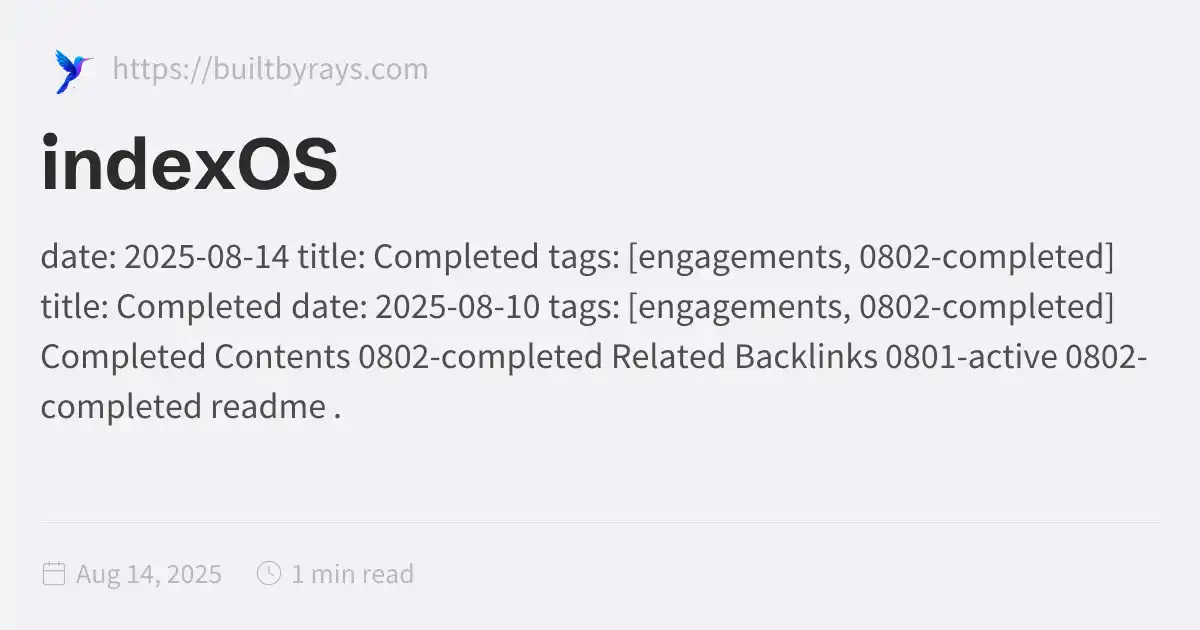 https://builtbyrays.com
indexOS
date: 2025-08-14 title: Completed tags: [engagements, 0802-completed]
title: Completed date: 2025-08-10 tags: [engagements, 0802-completed]
Completed Contents 0802-completed Related Backlinks 0801-active 0802-
completed readme .
Aug 14, 2025 1 min read